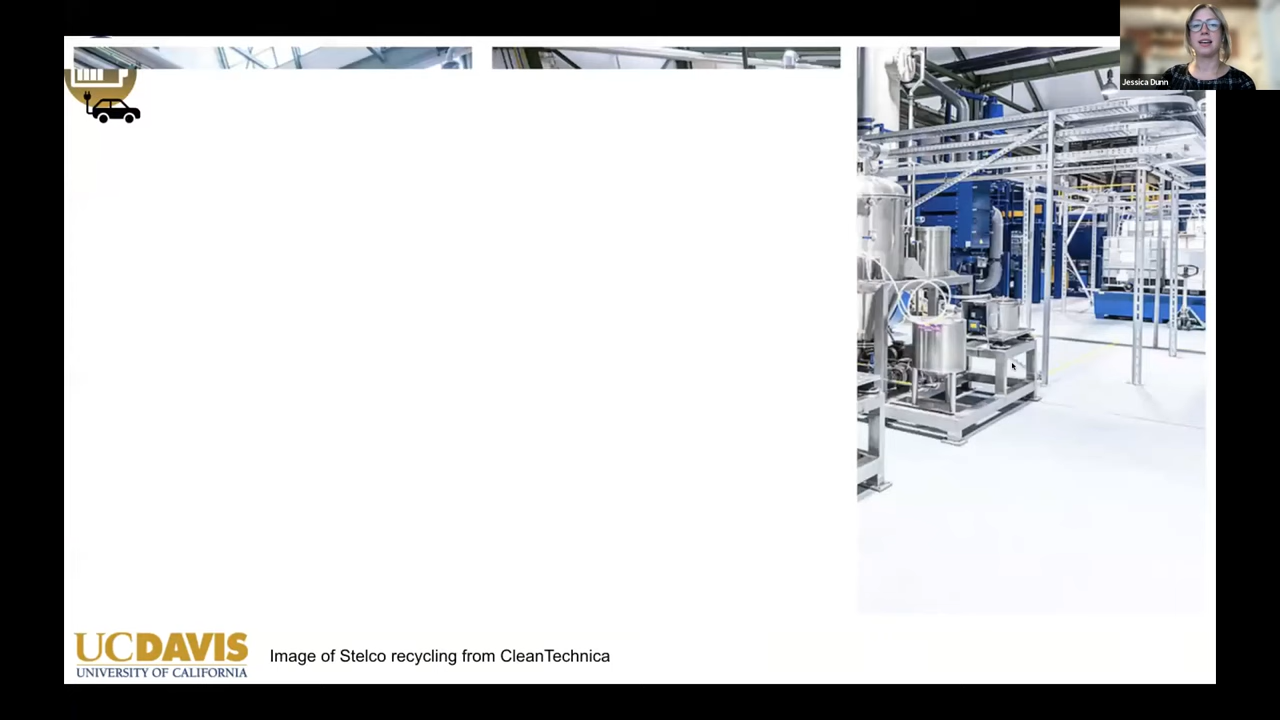 Jessica Dunn
UCDAVIS
UNIVERSITY OF CALIFORNIA
Image of Stelco recycling from CleanTechnica